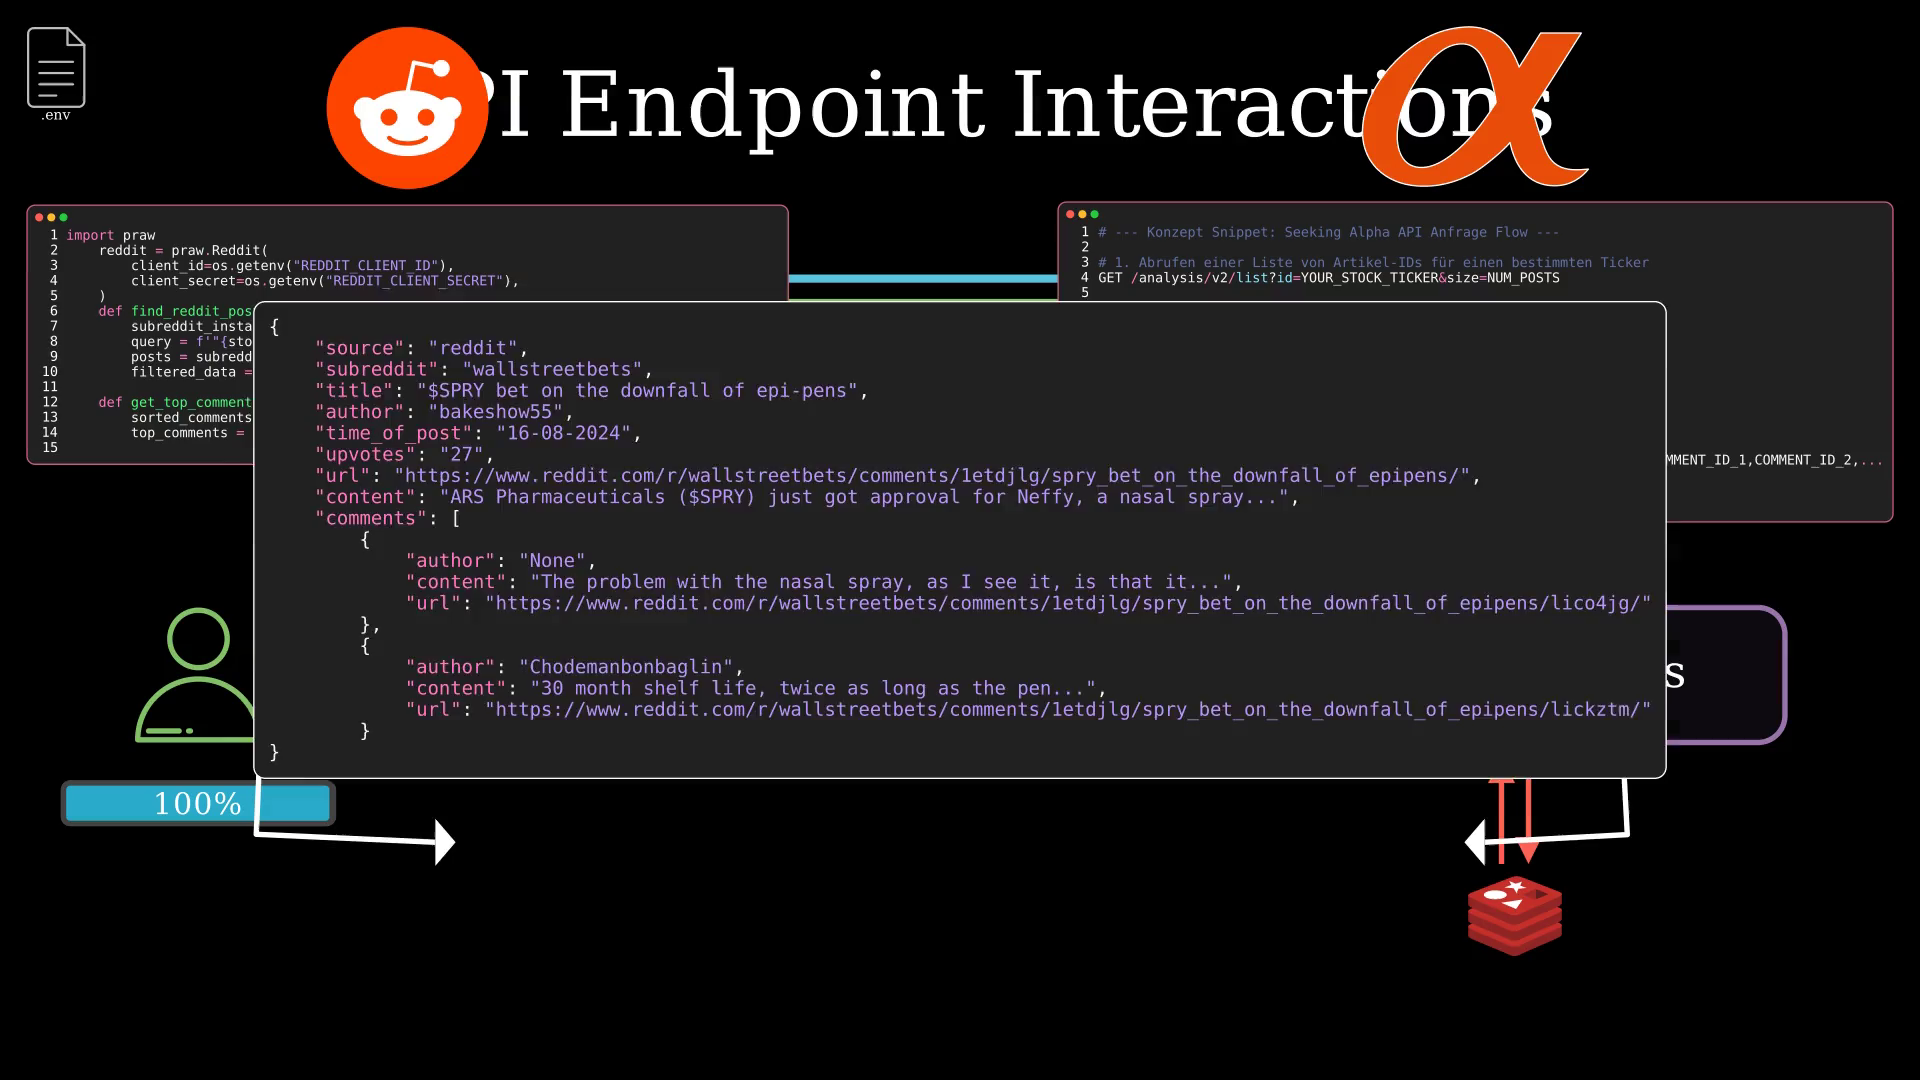 .env
PI Endpoint Interactions
1 import praw
2     reddit = praw.Reddit(
3         client_id=os.getenv("REDDIT_CLIENT_ID"),
4         client_secret=os.getenv("REDDIT_CLIENT_SECRET"),
5     )
6     def find_reddit_pos
7         subreddit_insta
8         query = f'"{sto
9         posts = subredd
10         filtered_data =
11
12     def get_top_comment
13         sorted_comments
14         top_comments =
15
1 # --- Konzept Snippet: Seeking Alpha API Anfrage Flow ---
2
3 # 1. Abrufen einer Liste von Artikel-IDs für einen bestimmten Ticker
4 GET /analysis/v2/list?id=YOUR_STOCK_TICKER&size=NUM_POSTS
5
MMENT_ID_1,COMMENT_ID_2,...
{
    "source": "reddit",
    "subreddit": "wallstreetbets",
    "title": "$SPRY bet on the downfall of epi-pens",
    "author": "bakeshow55",
    "time_of_post": "16-08-2024",
    "upvotes": "27",
    "url": "https://www.reddit.com/r/wallstreetbets/comments/1etdjlg/spry_bet_on_the_downfall_of_epipens/",
    "content": "ARS Pharmaceuticals ($SPRY) just got approval for Neffy, a nasal spray...",
    "comments": [
        {
            "author": "None",
            "content": "The problem with the nasal spray, as I see it, is that it...",
            "url": "https://www.reddit.com/r/wallstreetbets/comments/1etdjlg/spry_bet_on_the_downfall_of_epipens/lico4jg/"
        },
        {
            "author": "Chodemanbonbaglin",
            "content": "30 month shelf life, twice as long as the pen...",
            "url": "https://www.reddit.com/r/wallstreetbets/comments/1etdjlg/spry_bet_on_the_downfall_of_epipens/lickztm/"
        }
}
s
100%